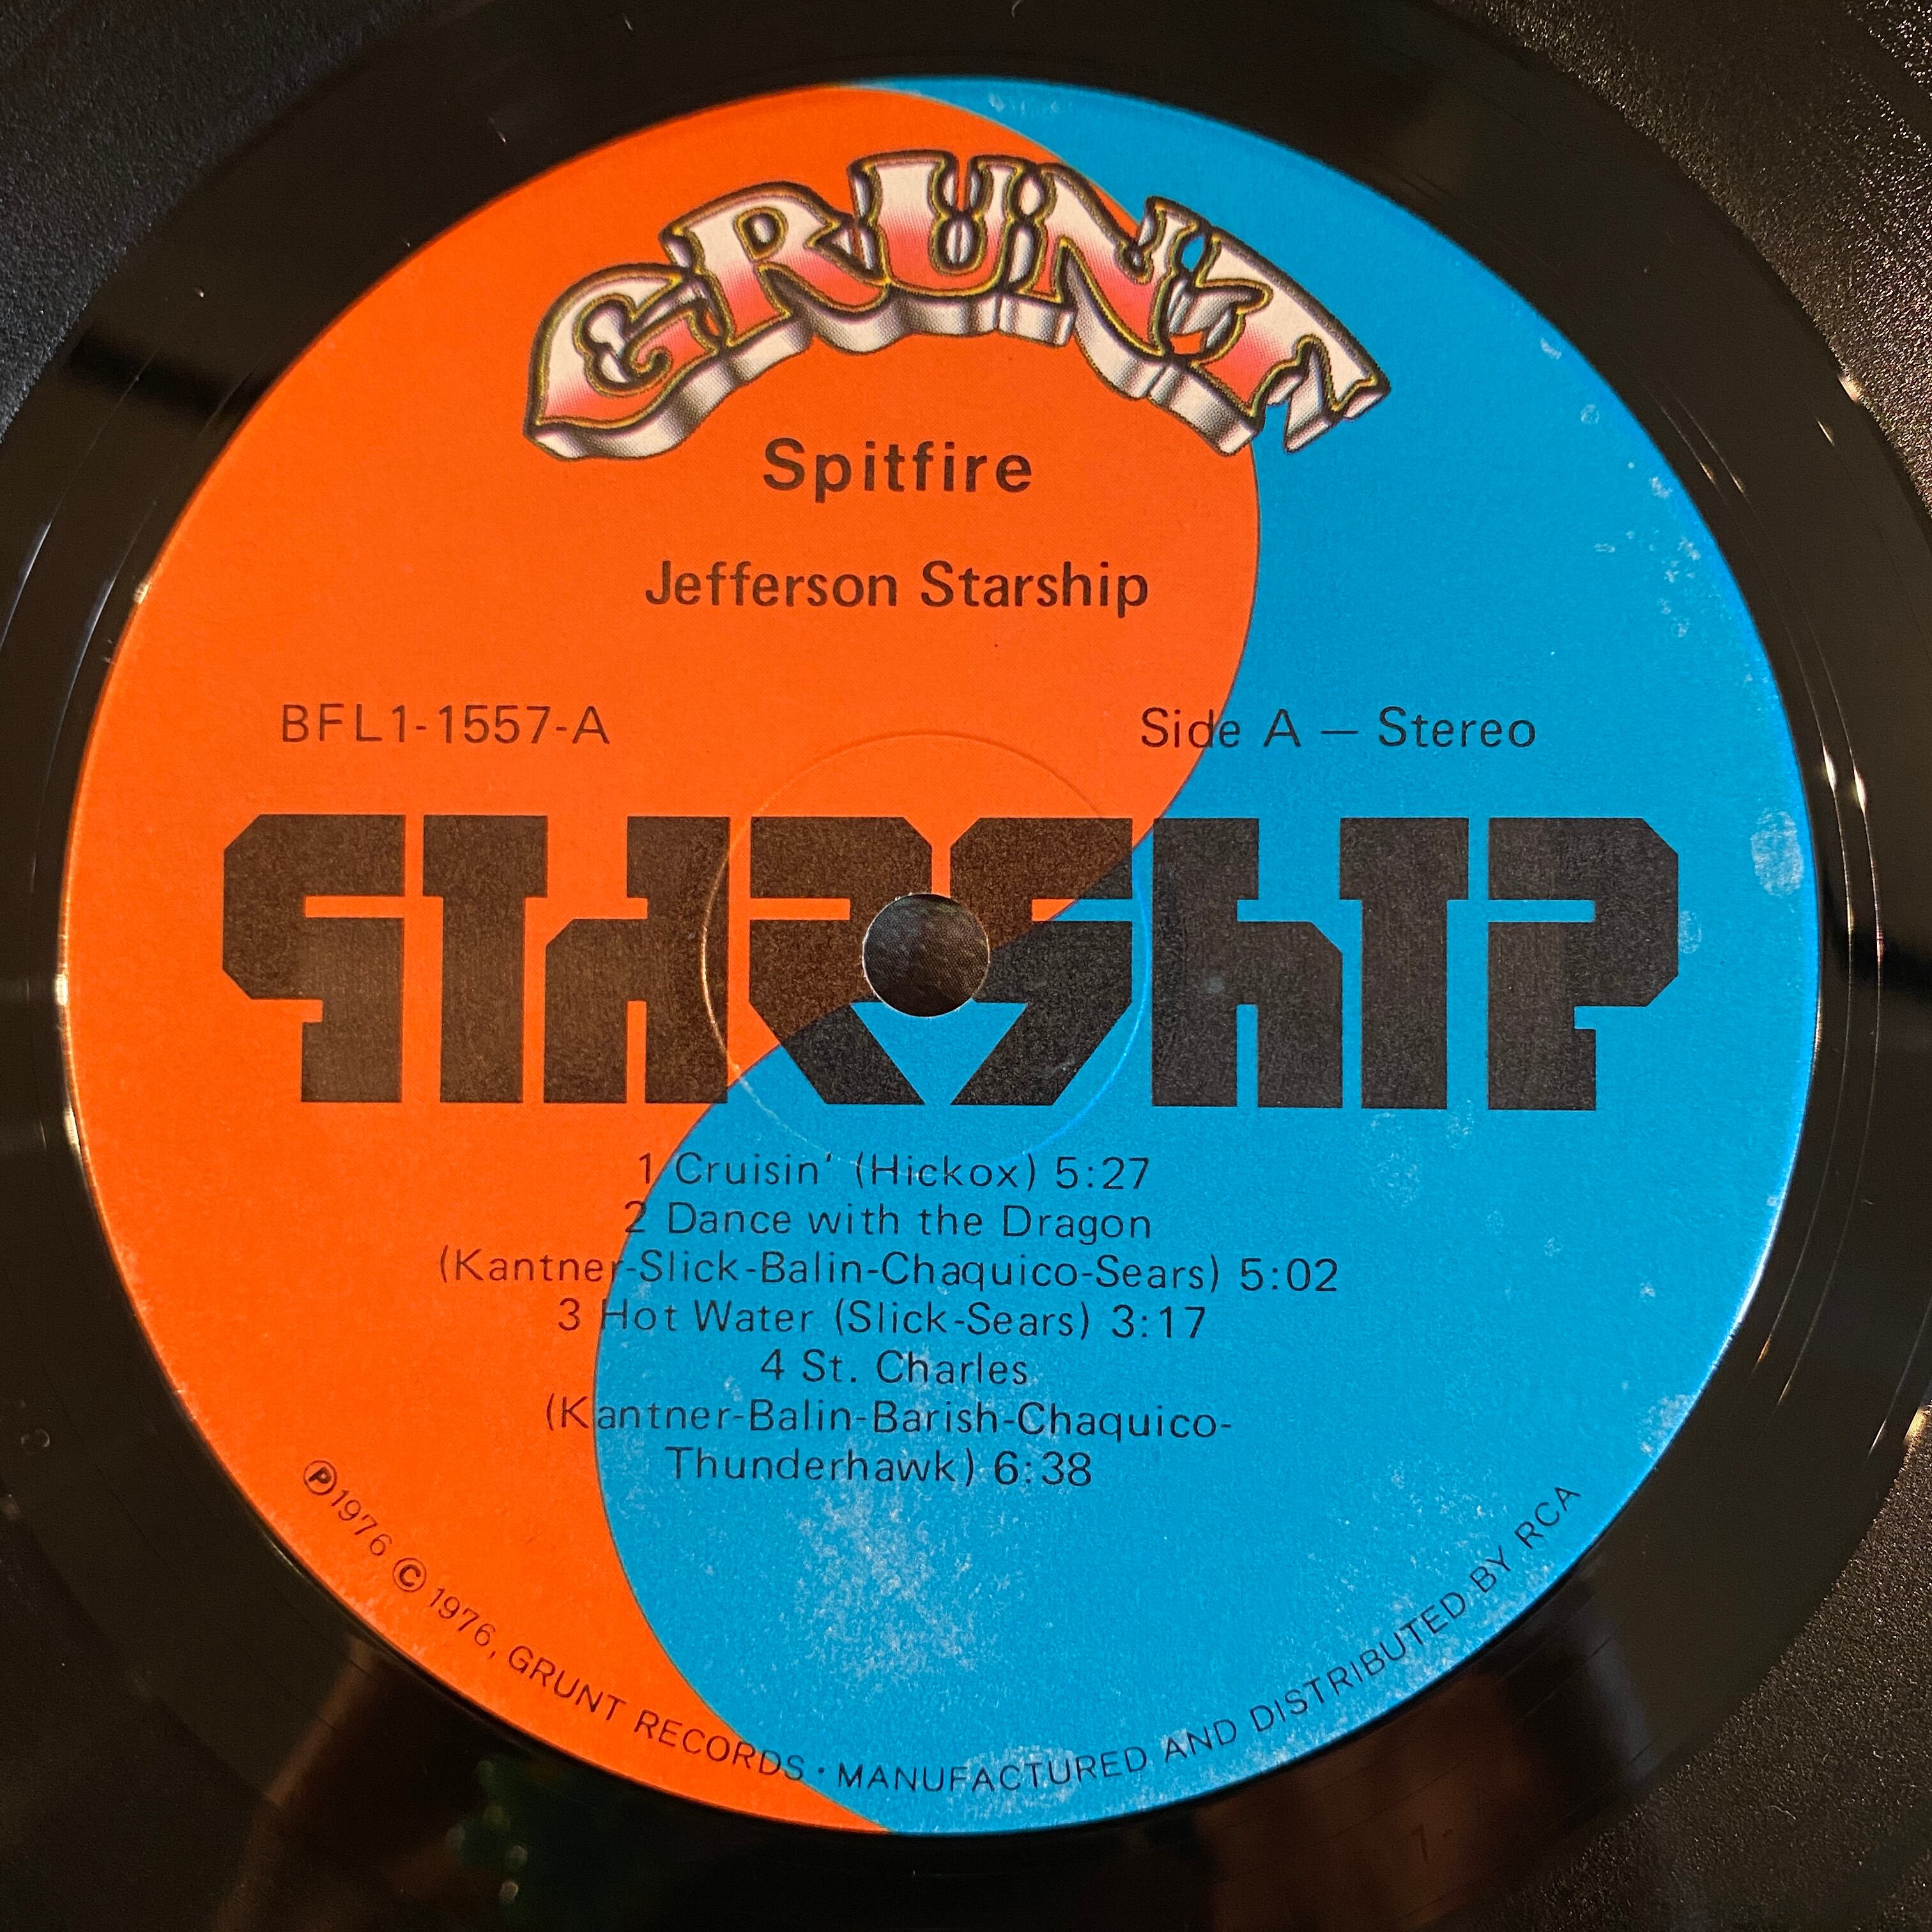 GRUNT
Spitfire
Jefferson Starship
BFL1-1557-A
Side A — Stereo
STARSHIP
1 Cruisin' (Hickox) 5:27
2 Dance with the Dragon
(Kantner-Slick-Balin-Chaquico-Sears) 5:02
3 Hot Water (Slick-Sears) 3:17
4 St. Charles
(Kantner-Balin-Barish-Chaquico-
Thunderhawk) 6:38
℗1976 © 1976, GRUNT RECORDS · MANUFACTURED AND DISTRIBUTED BY RCA